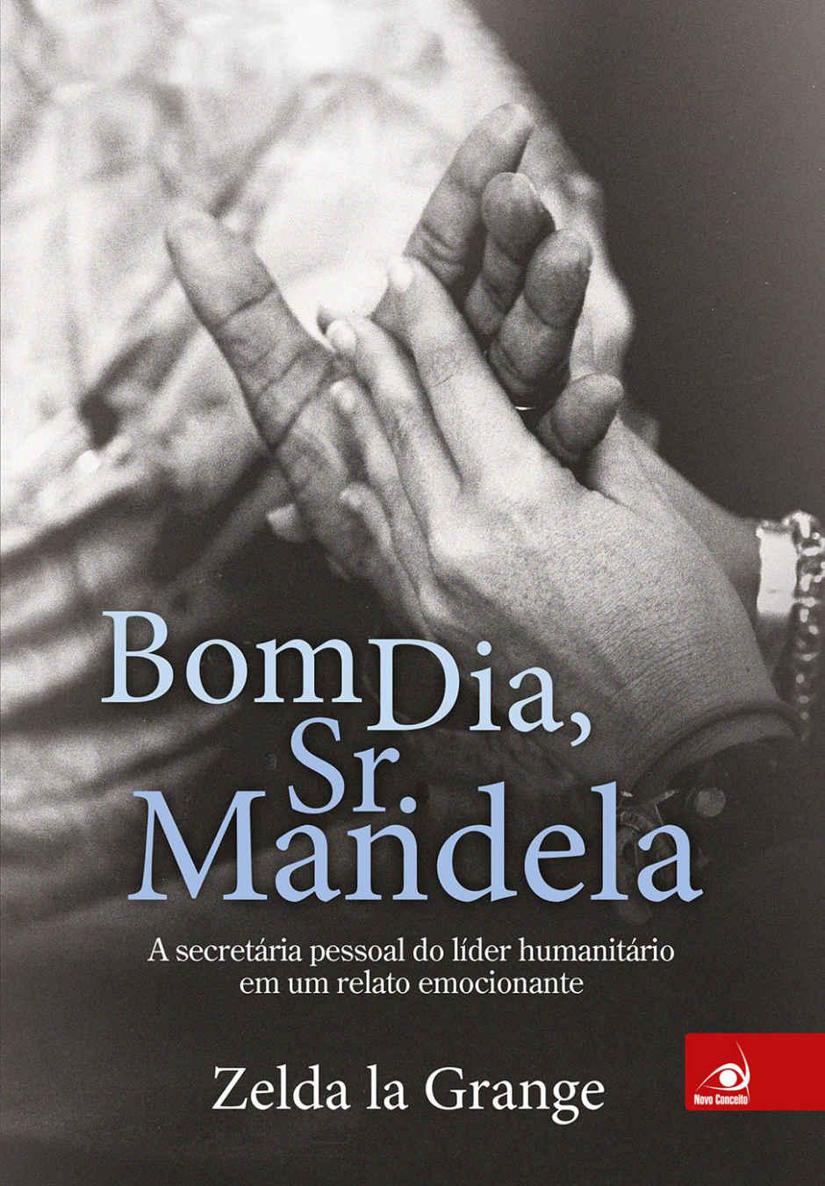 Bom Dia,
Sr.
Mandela
A secretária pessoal do líder humanitário
em um relato emocionante
Zelda la Grange
Novo Conceito